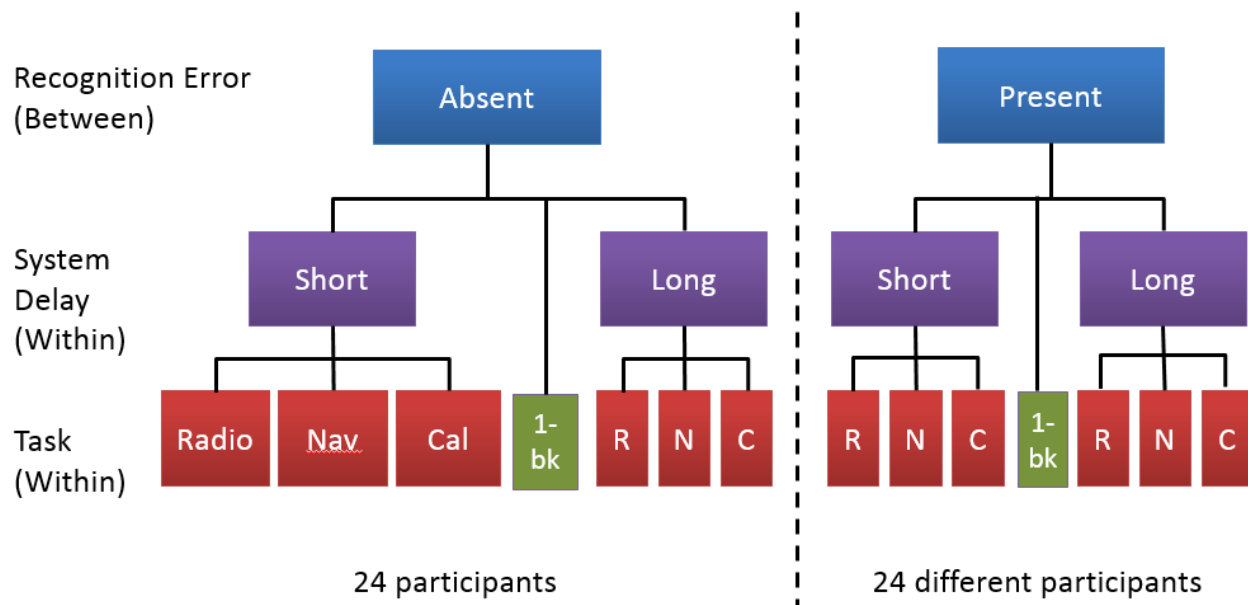 Recognition Error
(Between)
Absent
Present
System
Delay
(Within)
Short
Long
Short
Long
Task
(Within)
Radio
Nav
Cal
1-
bk
R
N
C
R
N
C
1-
bk
R
N
C
24 participants
24 different participants